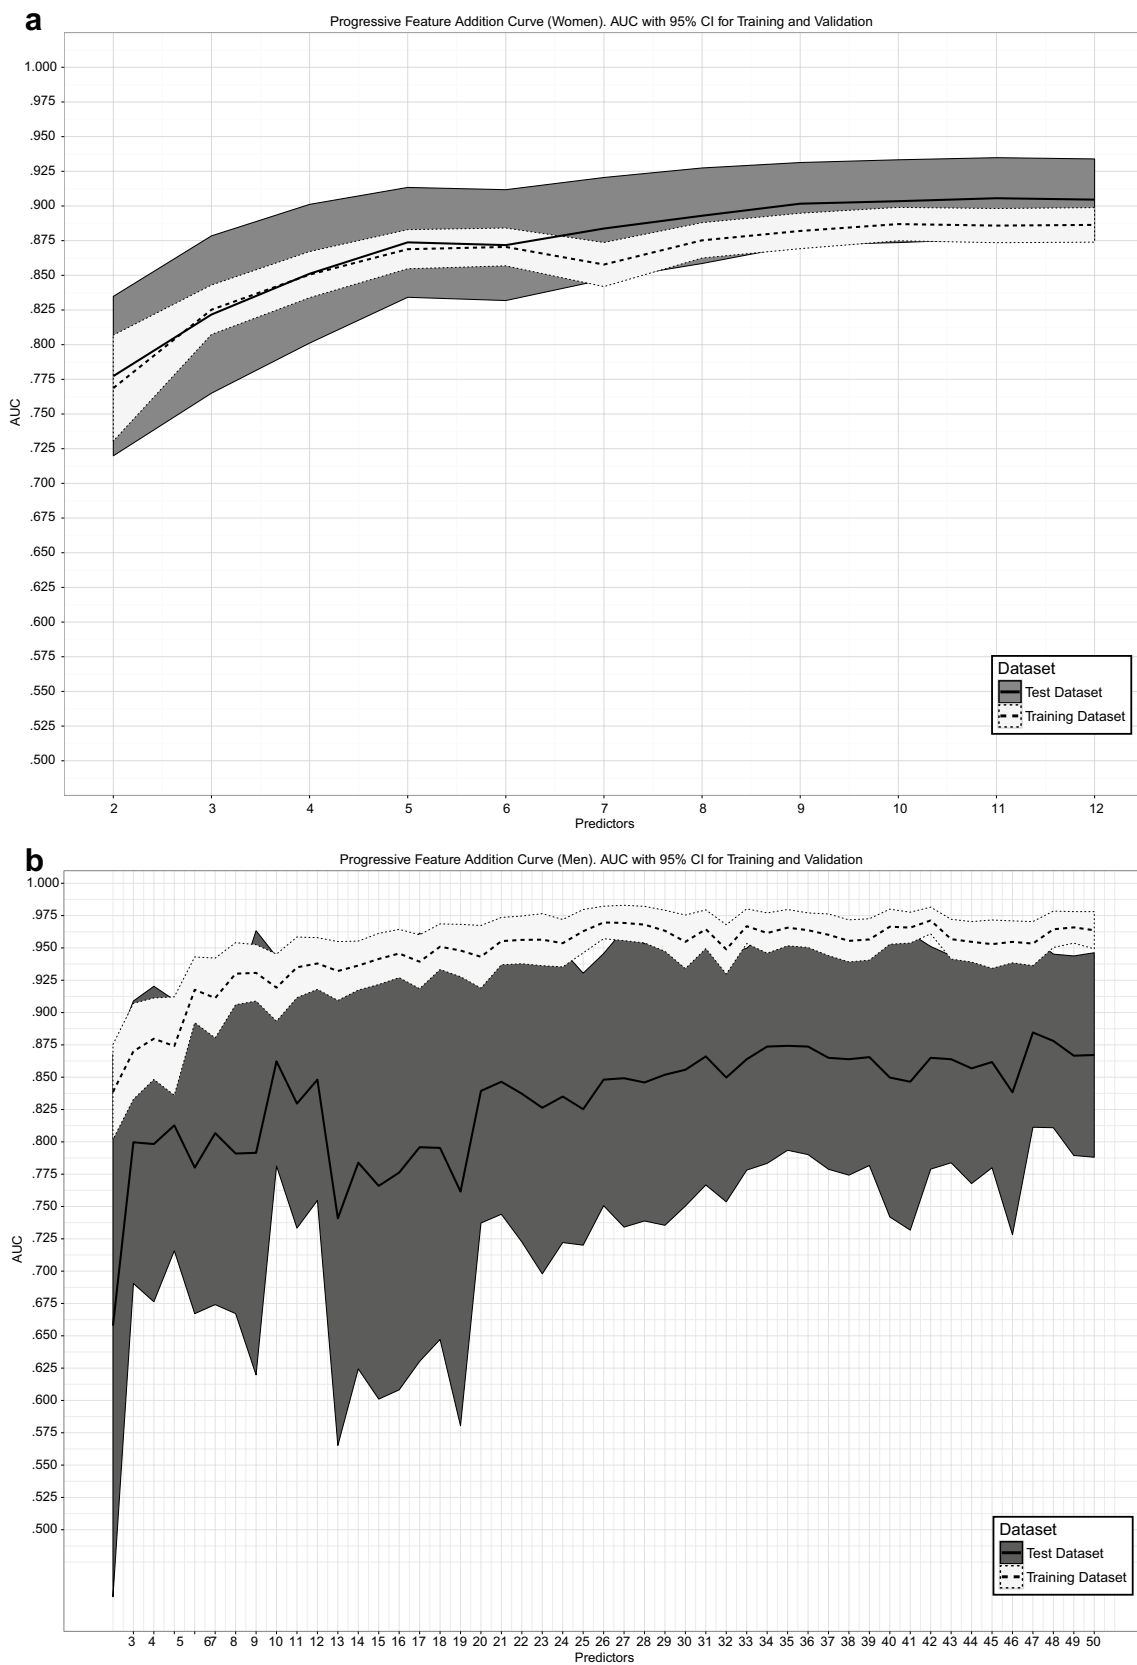 a
Progressive Feature Addition Curve (Women). AUC with 95% CI for Training and Validation
1.000
.975
.950
.925
.900
.875
.850
.825
.800
.775
.750
.725
.700
.675
.650
.625
.600
.575
.550
.525
.500
AUC
Dataset
Test Dataset
Training Dataset
2 3 4 5 6 7 8 9 10 11 12
Predictors
b
Progressive Feature Addition Curve (Men). AUC with 95% CI for Training and Validation
1.000
.975
.950
.925
.900
.875
.850
.825
.800
.775
.750
.725
.700
.675
.650
.625
.600
.575
.550
.525
.500
AUC
Dataset
Test Dataset
Training Dataset
3 4 5 67 8 9 10 11 12 13 14 15 16 17 18 19 20 21 22 23 24 25 26 27 28 29 30 31 32 33 34 35 36 37 38 39 40 41 42 43 44 45 46 47 48 49 50
Predictors